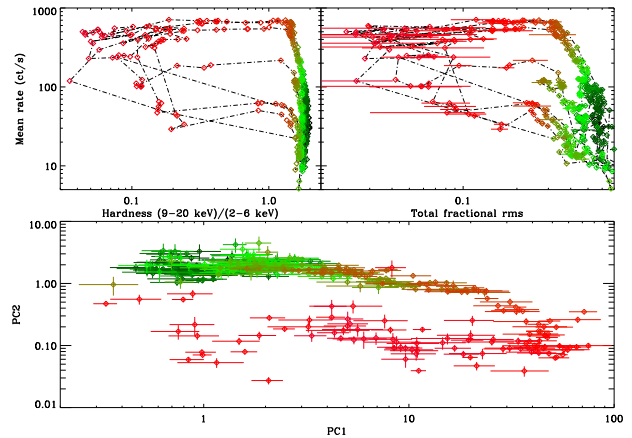 1000
100
10
Mean rate (ct/s)
0.1 1.0 0.1
Hardness (9-20 keV)/(2-6 keV) Total fractional rms
10.00
1.00
0.10
0.01
PC2
1 10 100
PC1